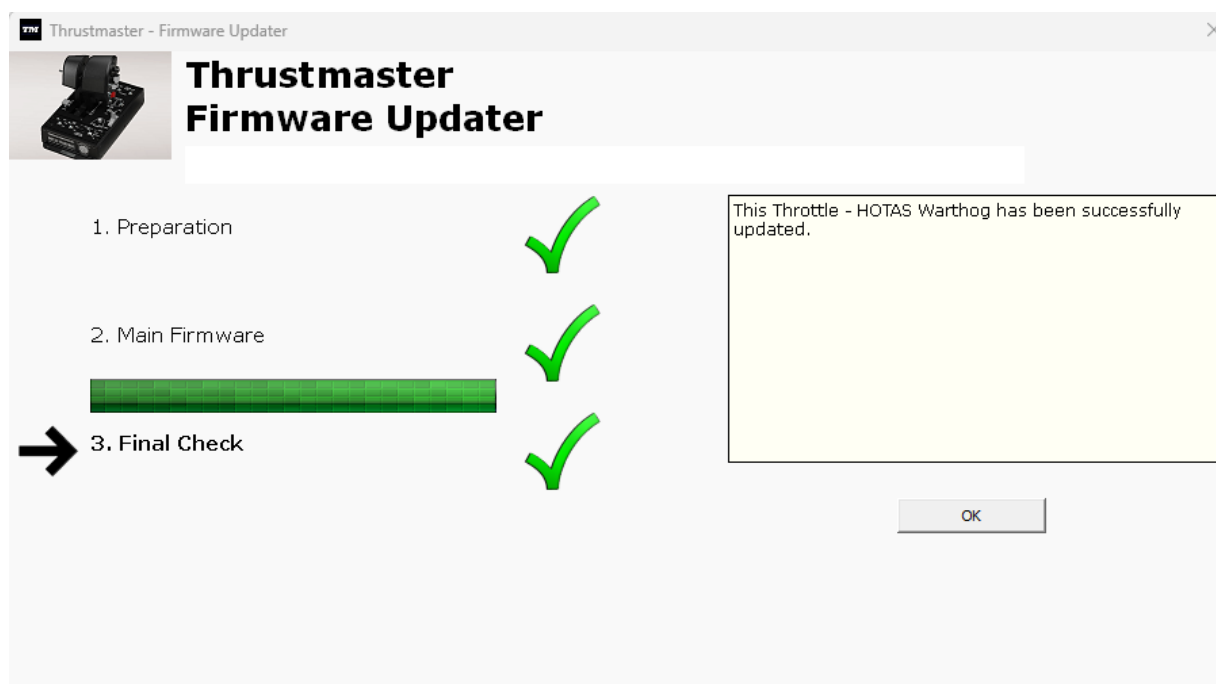 TM Thrustmaster - Firmware Updater
Thrustmaster
Firmware Updater
1. Preparation
2. Main Firmware
3. Final Check
This Throttle - HOTAS Warthog has been successfully
updated.
OK